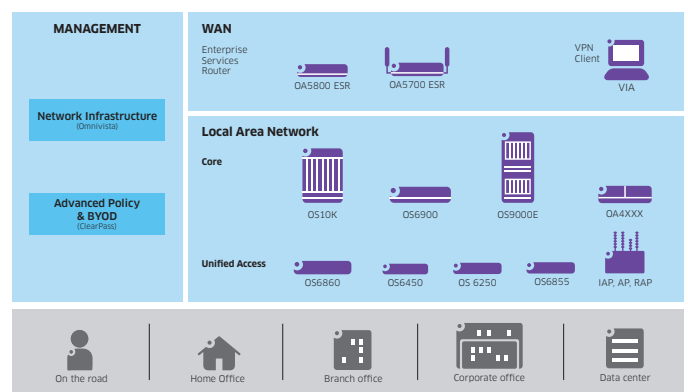 MANAGEMENT
Network Infrastructure
(Omnivista)
Advanced Policy
& BYOD
(ClearPass)
WAN
Enterprise
Services
Router
OA5800 ESR
OA5700 ESR
VPN
Client
VIA
Local Area Network
Core
OS10K
OS6900
OS9000E
OA4XXX
Unified Access
OS6860
OS6450
OS 6250
OS6855
IAP, AP, RAP
On the road
Home Office
Branch office
Corporate office
Data center